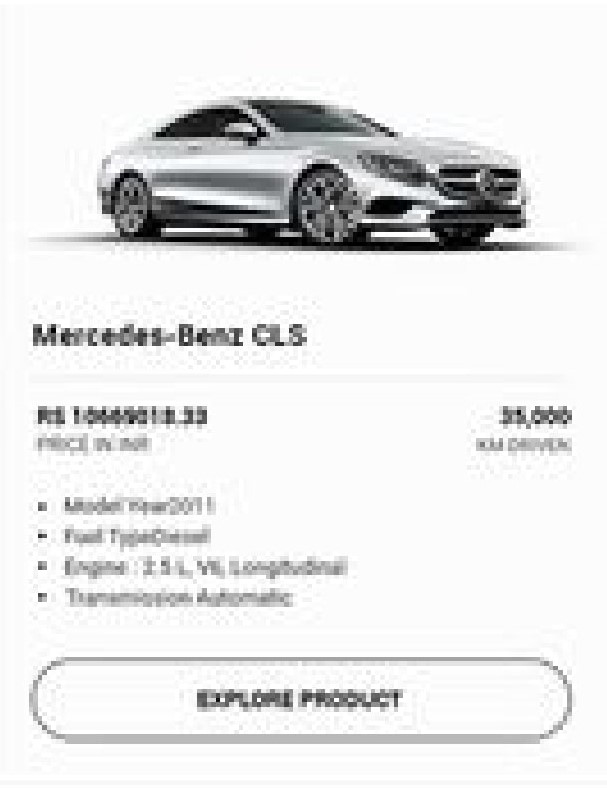 Mercedes-Benz CLS
RS 10669018.33 35,000
PRICE IN INR KM DRIVEN
• Model Year2011
• Fuel TypeDiesel
• Engine : 2.5 L, V6, Longitudinal
• Transmission Automatic
EXPLORE PRODUCT